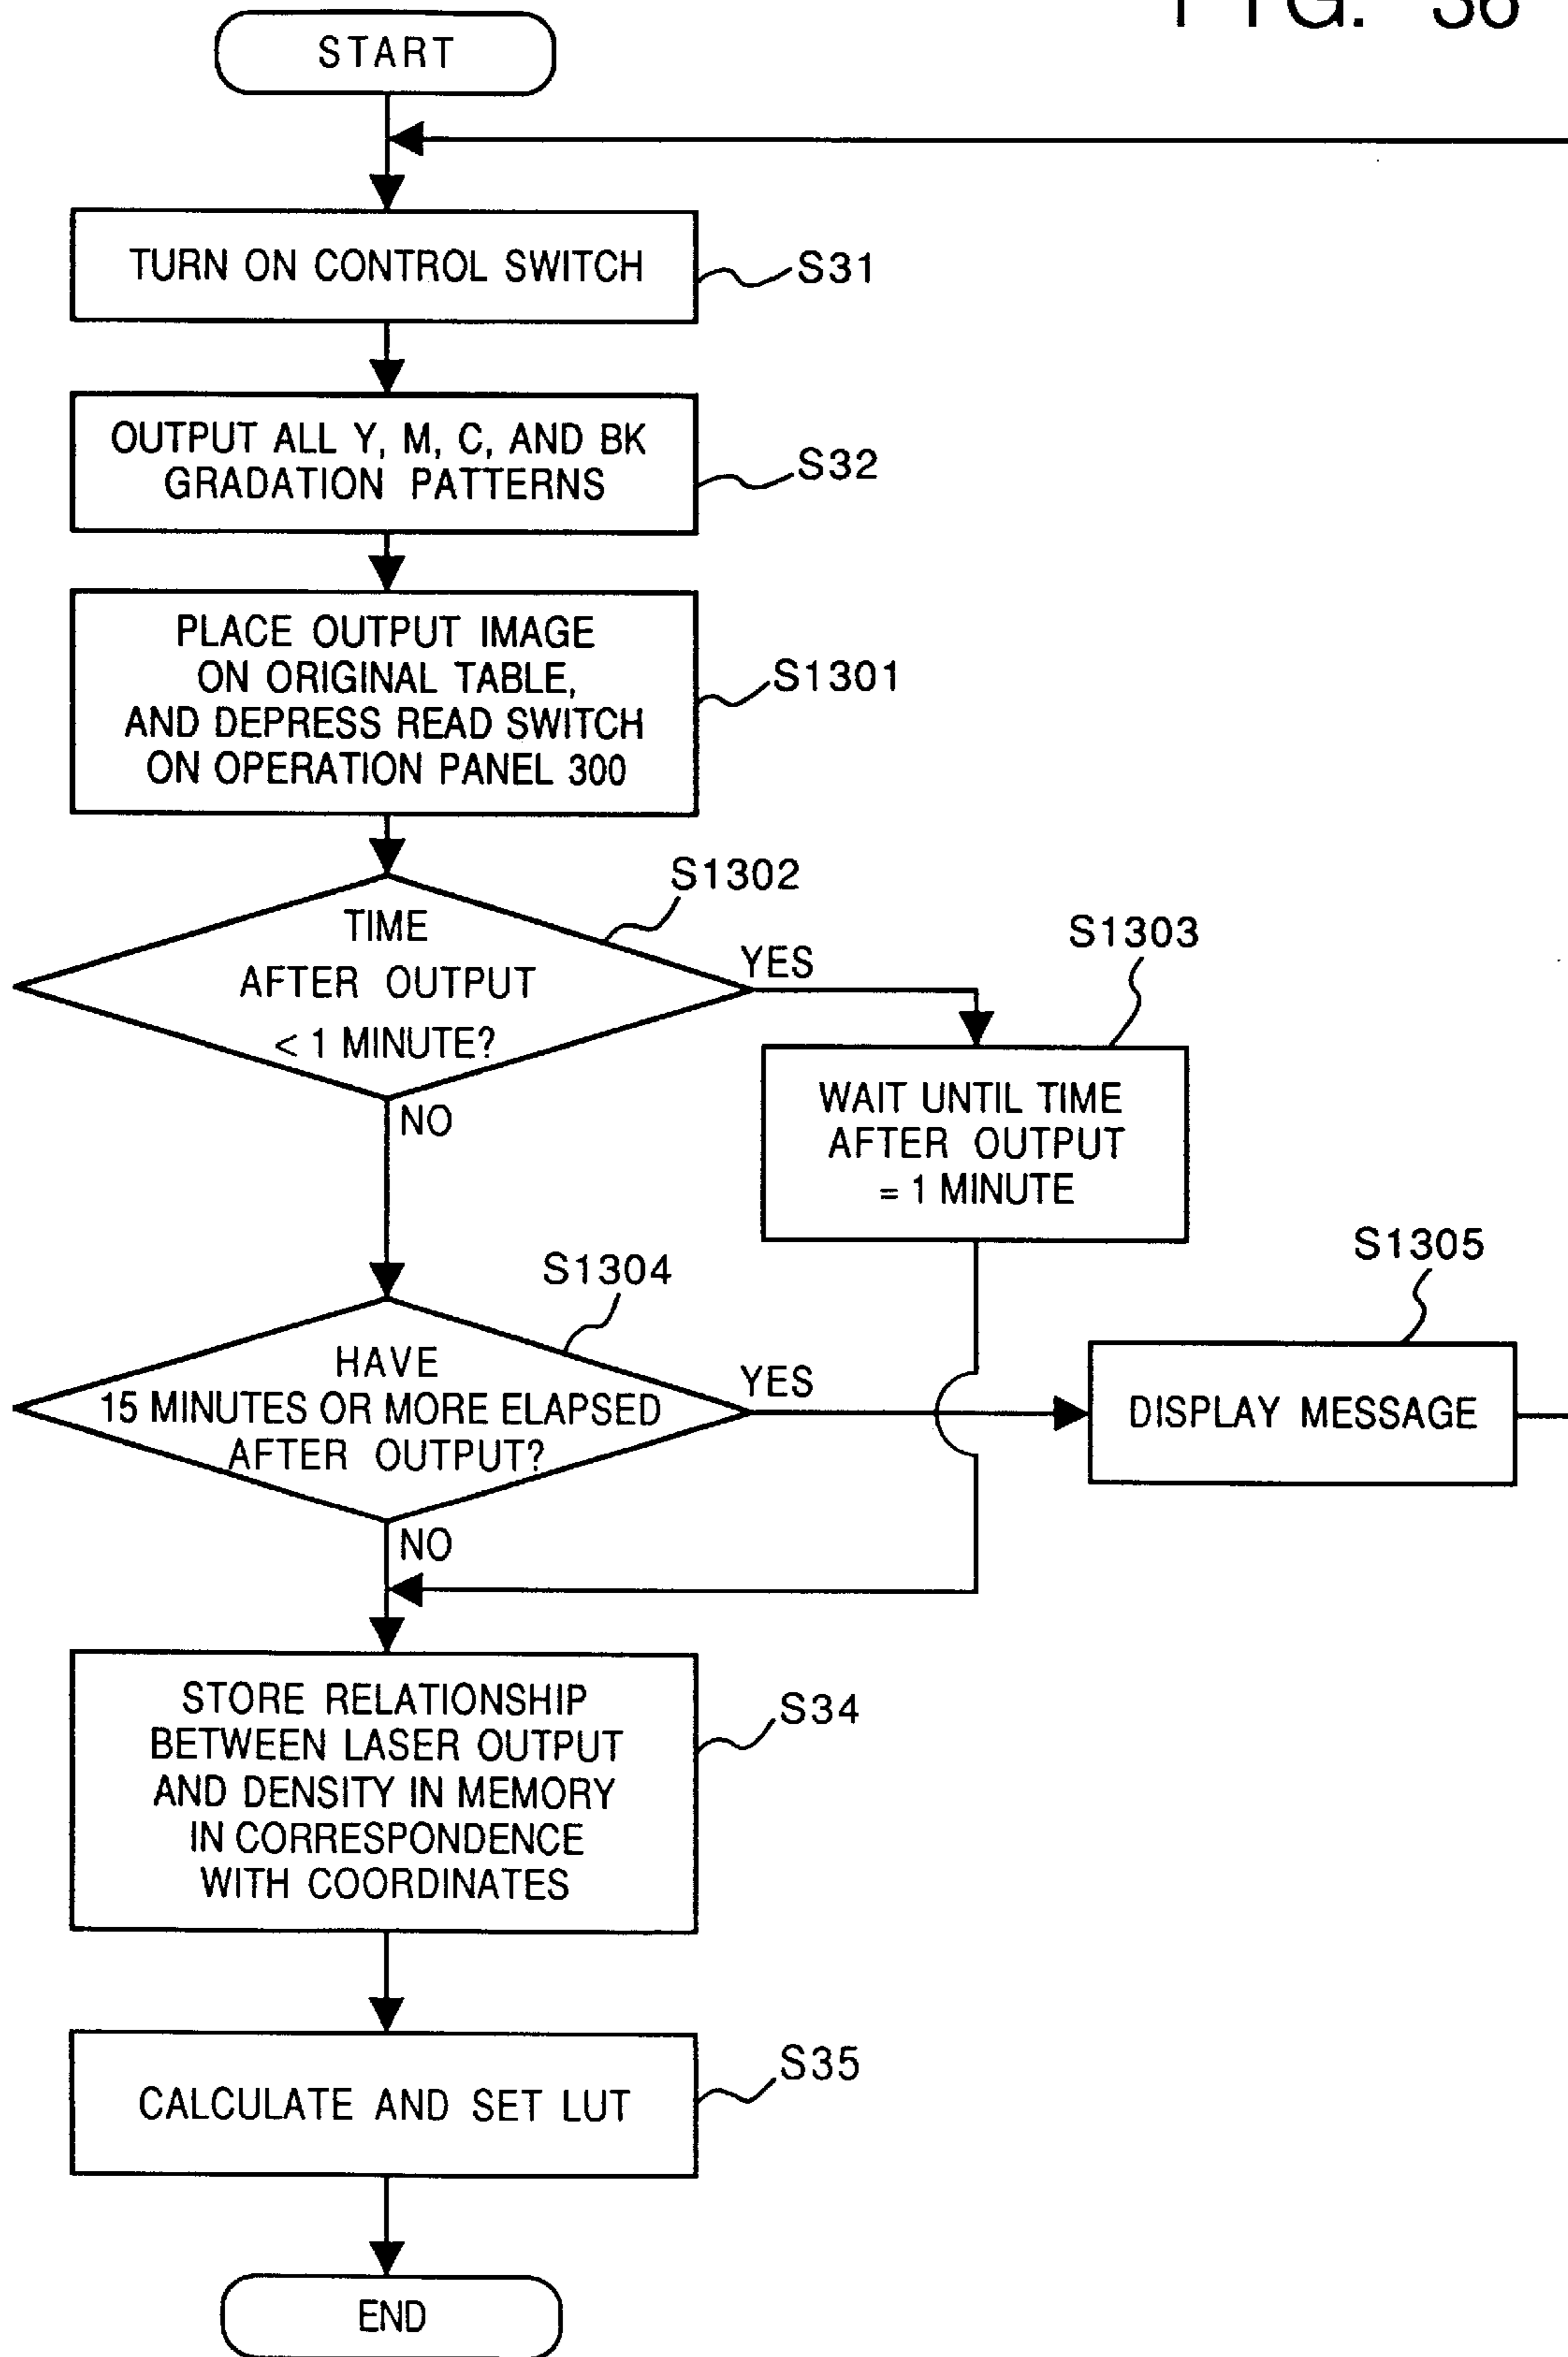 FIG. 36
START
TURN ON CONTROL SWITCH
S31
OUTPUT ALL Y, M, C, AND BK
GRADATION PATTERNS
S32
PLACE OUTPUT IMAGE
ON ORIGINAL TABLE,
AND DEPRESS READ SWITCH
ON OPERATION PANEL 300
S1301
S1302
TIME
AFTER OUTPUT
< 1 MINUTE?
YES
NO
S1303
WAIT UNTIL TIME
AFTER OUTPUT
= 1 MINUTE
S1304
HAVE
15 MINUTES OR MORE ELAPSED
AFTER OUTPUT?
YES
NO
S1305
DISPLAY MESSAGE
STORE RELATIONSHIP
BETWEEN LASER OUTPUT
AND DENSITY IN MEMORY
IN CORRESPONDENCE
WITH COORDINATES
S34
CALCULATE AND SET LUT
S35
END